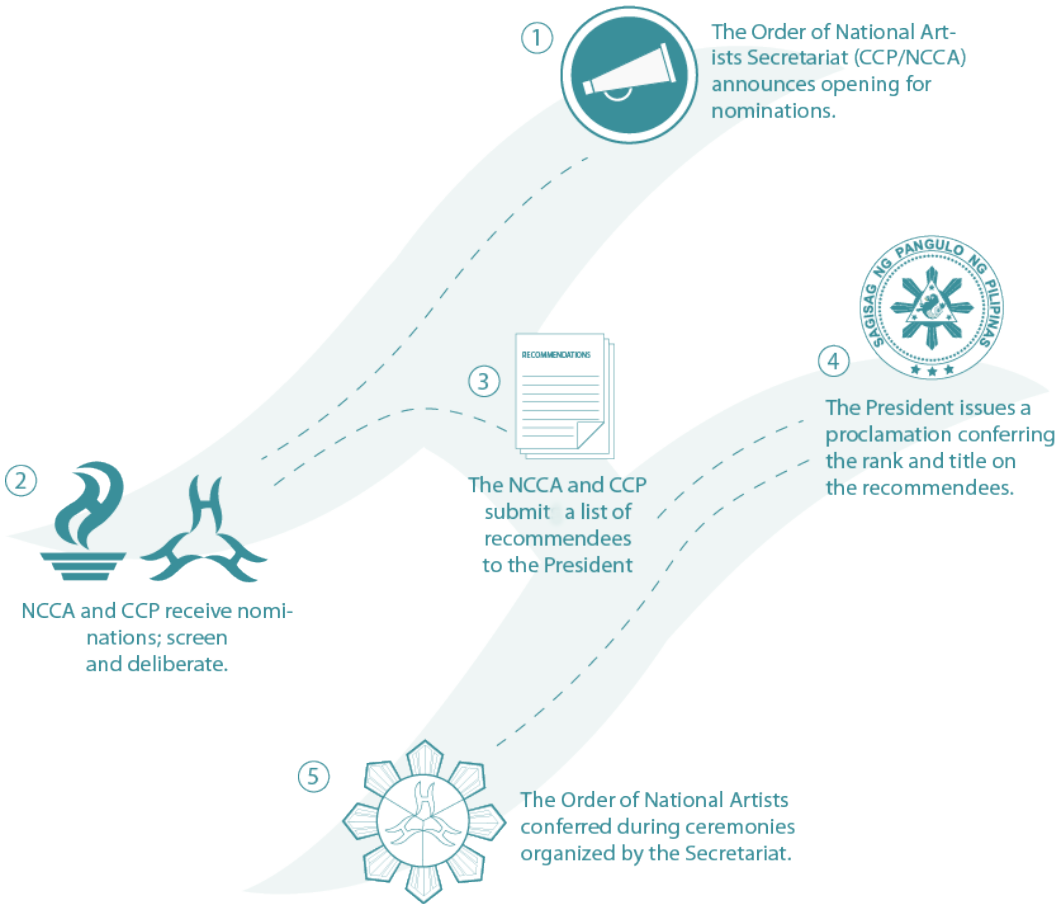 1
The Order of National Art-
ists Secretariat (CCP/NCCA)
announces opening for
nominations.
2
NCCA and CCP receive nomi-
nations; screen
and deliberate.
3
RECOMMENDATIONS
The NCCA and CCP
submit a list of
recommendees
to the President
SAGISAG NG PANGULO NG PILIPINAS
4
The President issues a
proclamation conferring
the rank and title on
the recommendees.
5
The Order of National Artists
conferred during ceremonies
organized by the Secretariat.